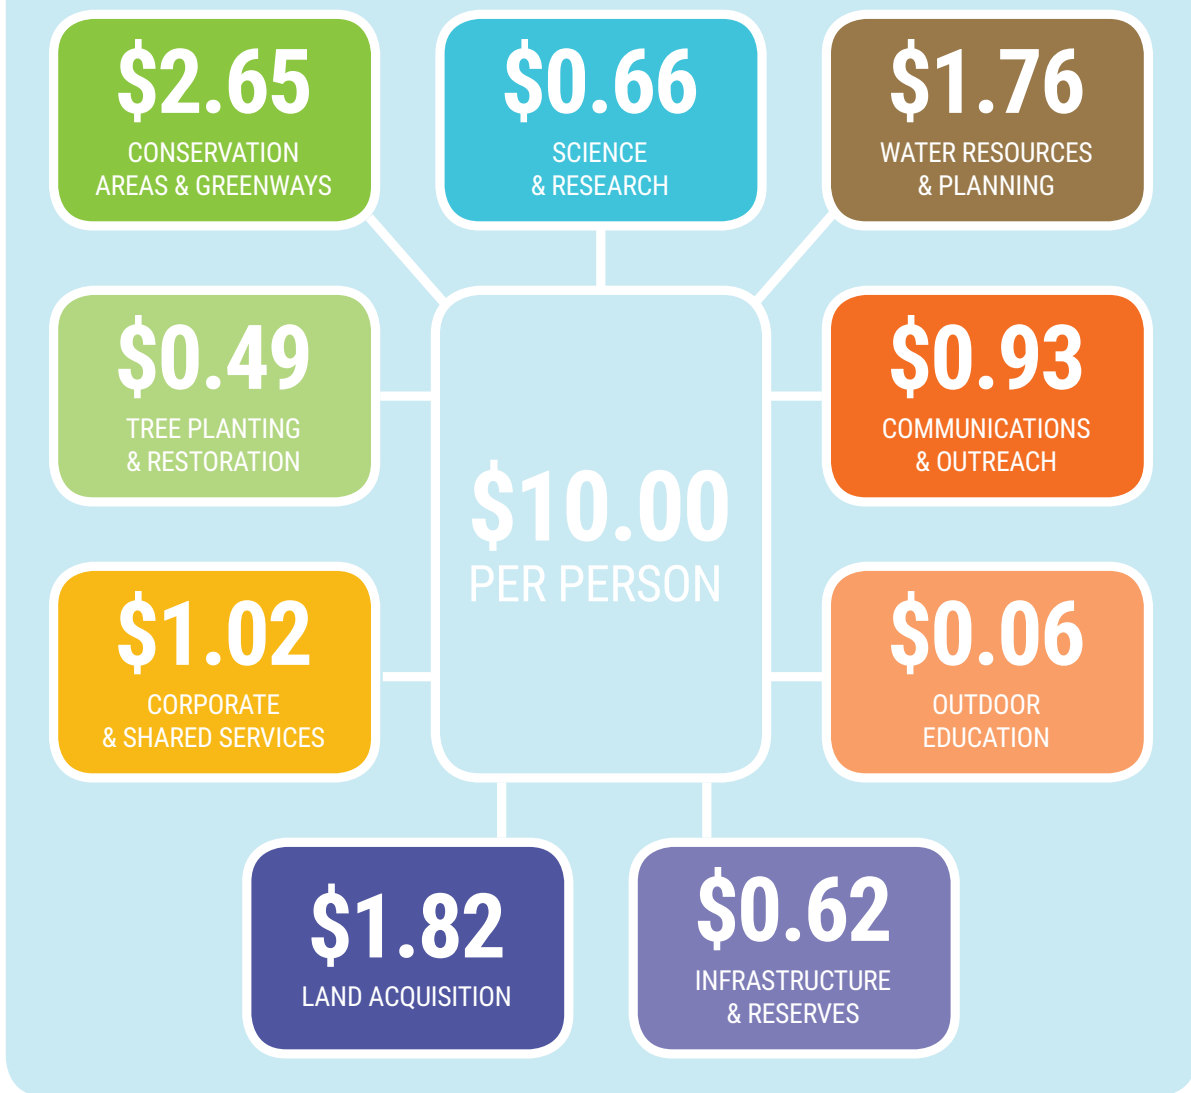 $2.65
CONSERVATION
AREAS & GREENWAYS
$0.66
SCIENCE
& RESEARCH
$1.76
WATER RESOURCES
& PLANNING
$0.49
TREE PLANTING
& RESTORATION
$10.00
PER PERSON
$0.93
COMMUNICATIONS
& OUTREACH
$1.02
CORPORATE
& SHARED SERVICES
$0.06
OUTDOOR
EDUCATION
$1.82
LAND ACQUISITION
$0.62
INFRASTRUCTURE
& RESERVES